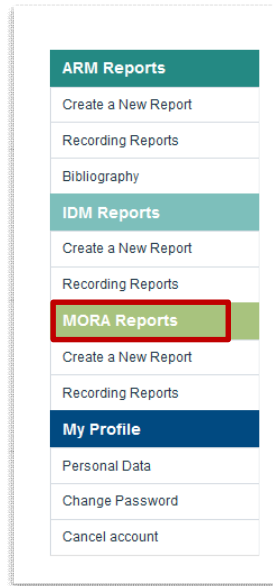 ARM Reports
Create a New Report
Recording Reports
Bibliography
IDM Reports
Create a New Report
Recording Reports
MORA Reports
Create a New Report
Recording Reports
My Profile
Personal Data
Change Password
Cancel account